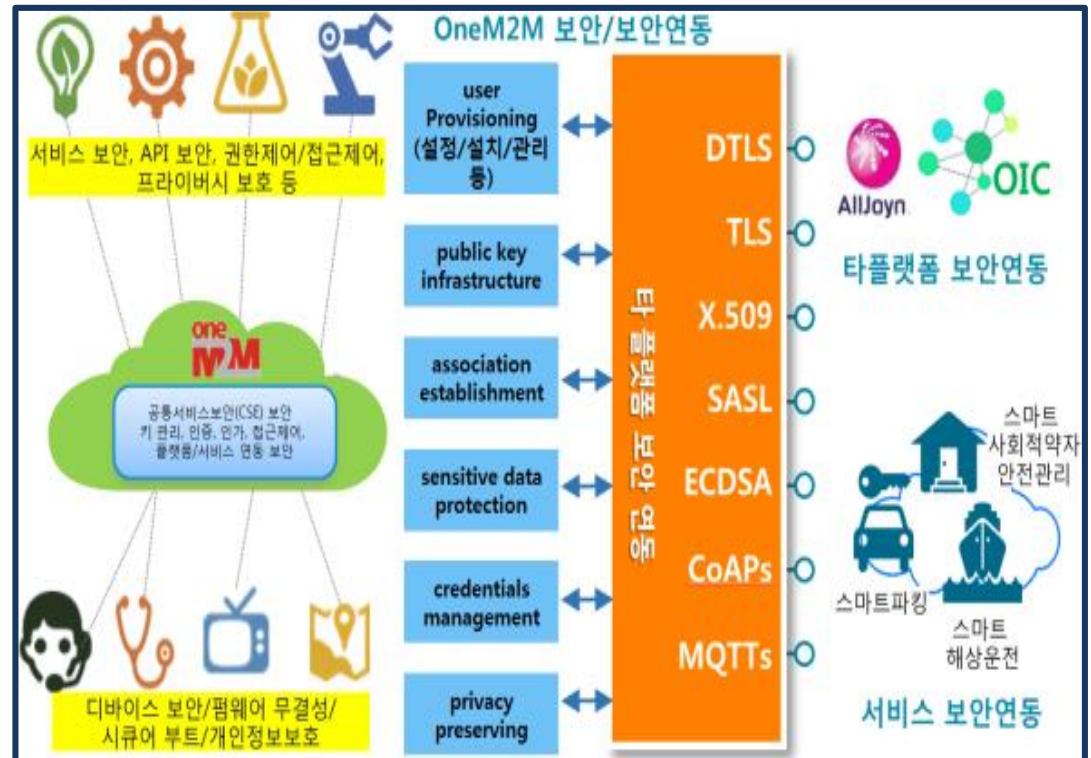 OneM2M 보안/보안연동
서비스 보안, API 보안, 권한제어/접근제어,
프라이버시 보호 등
one
M2M
공통서비스보안(CSE) 보안
키 관리, 인증, 인가, 접근제어,
플랫폼/서비스 연동 보안
디바이스 보안/펌웨어 무결성/
시큐어 부트/개인정보보호
user
Provisioning
(설정/설치/관리
등)
public key
infrastructure
association
establishment
sensitive data
protection
credentials
management
privacy
preserving
타 플랫폼 보안 연동
DTLS
TLS
X.509
SASL
ECDSA
CoAPs
MQTTs
AllJoyn
OIC
타플랫폼 보안연동
스마트
사회적약자
안전관리
스마트파킹
스마트
해상운전
서비스 보안연동